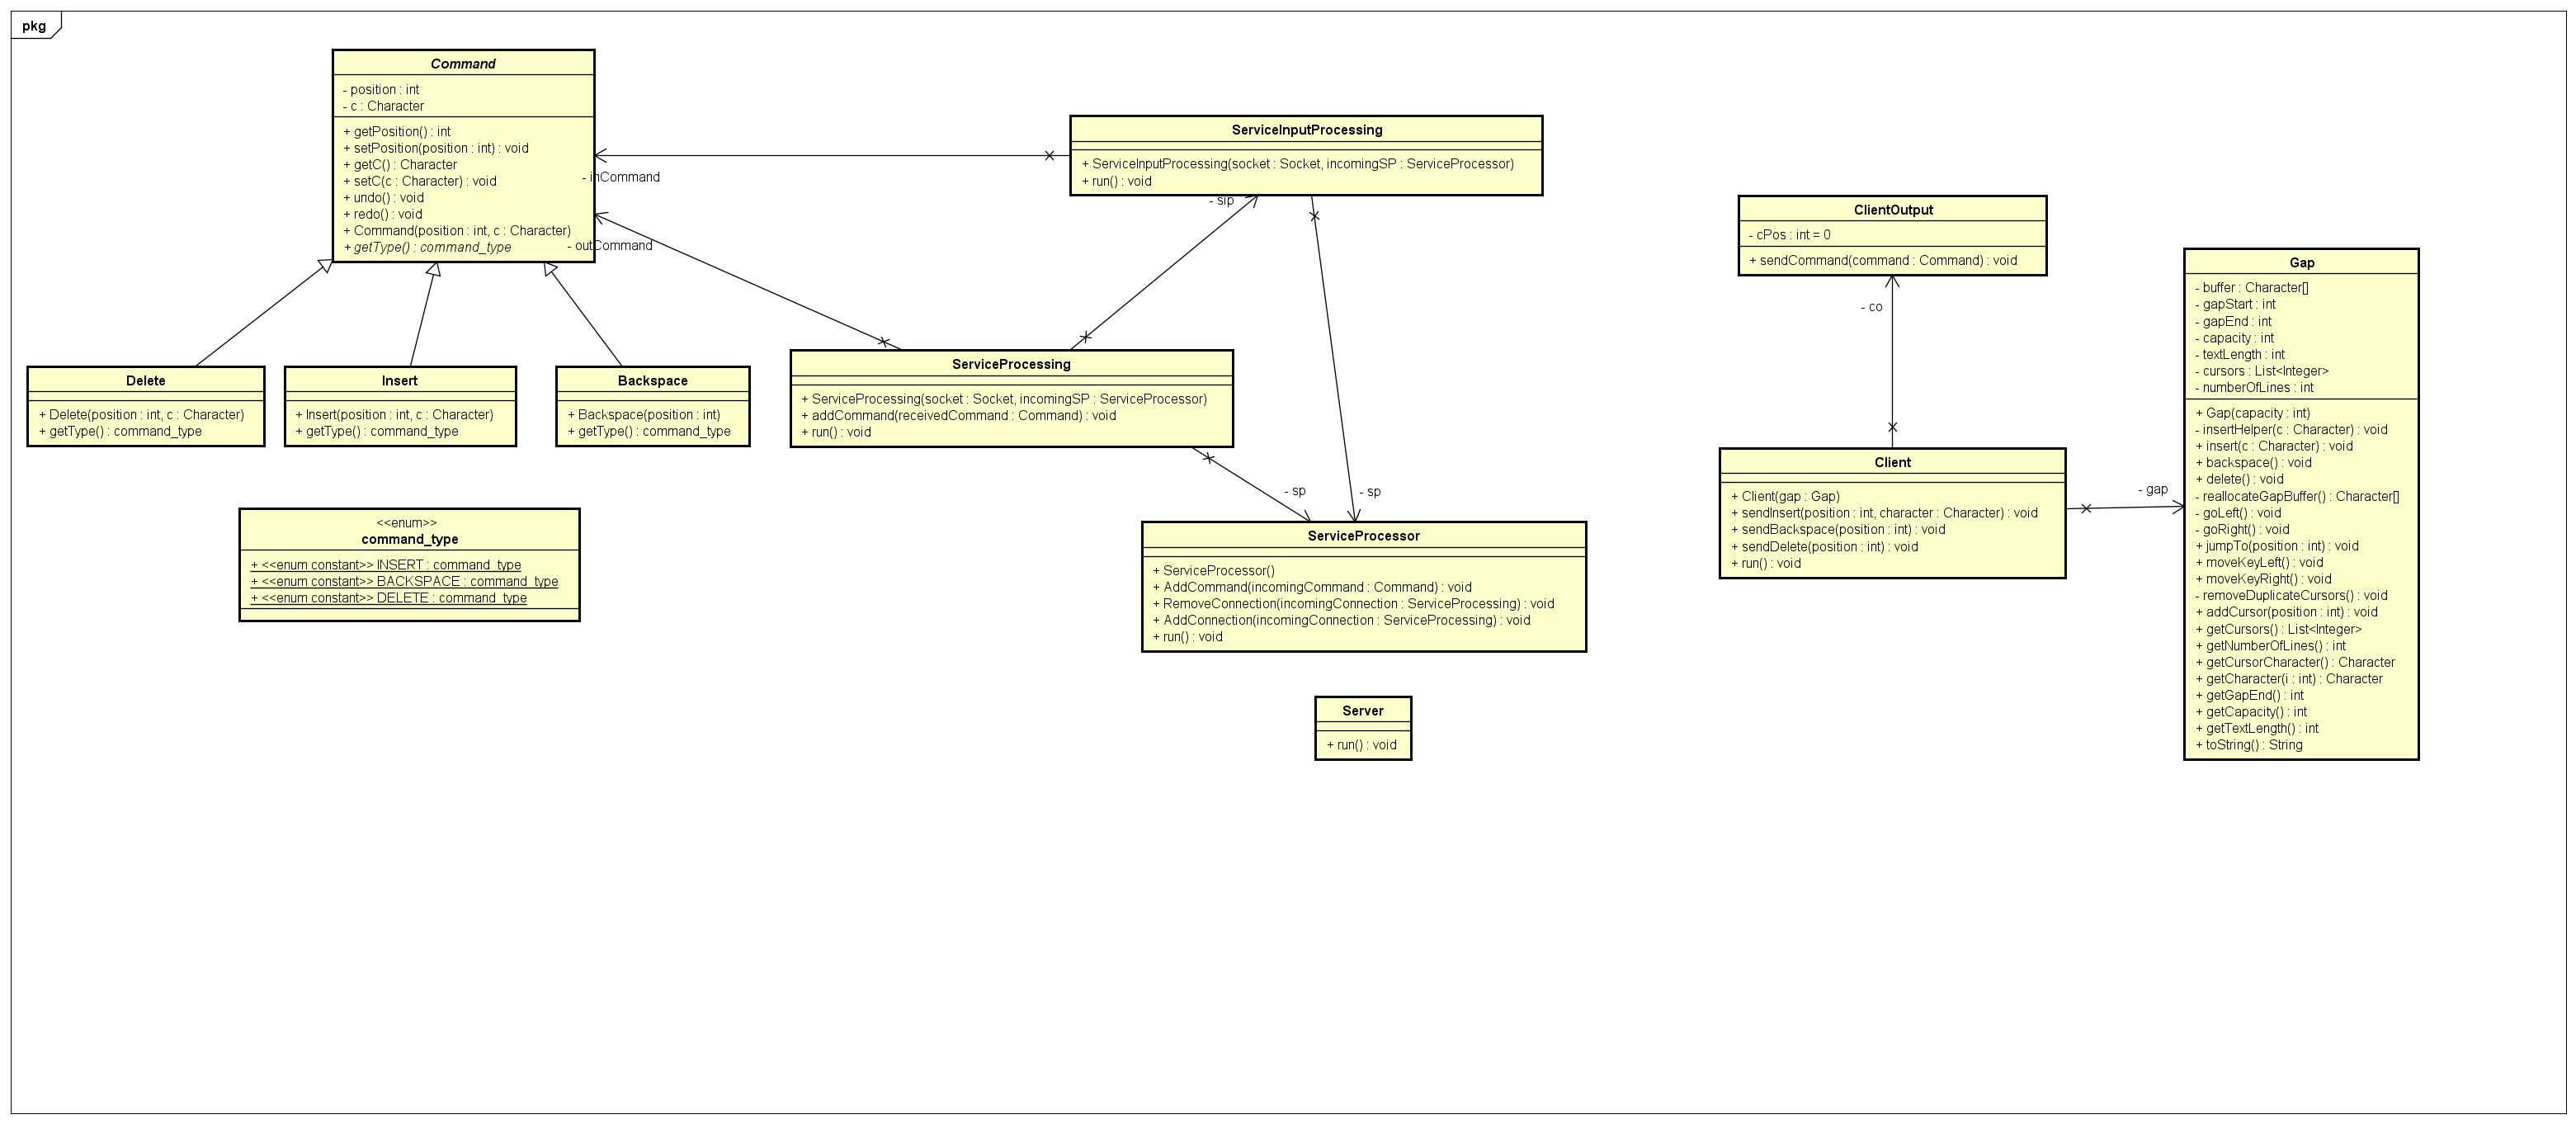 pkg
Command
- position : int
- c : Character
+ getPosition() : int
+ setPosition(position : int) : void
+ getC() : Character
+ setC(c : Character) : void
+ undo() : void
+ redo() : void
+ Command(position : int, c : Character)
+ getType() : command_type
- inCommand
- outCommand
ServiceInputProcessing
+ ServiceInputProcessing(socket : Socket, incomingSP : ServiceProcessor)
+ run() : void
- sip
Delete
+ Delete(position : int, c : Character)
+ getType() : command_type
Insert
+ Insert(position : int, c : Character)
+ getType() : command_type
Backspace
+ Backspace(position : int)
+ getType() : command_type
ServiceProcessing
+ ServiceProcessing(socket : Socket, incomingSP : ServiceProcessor)
+ addCommand(receivedCommand : Command) : void
+ run() : void
- sp
- sp
<<enum>>
command_type
+ <<enum constant>> INSERT : command_type
+ <<enum constant>> BACKSPACE : command_type
+ <<enum constant>> DELETE : command_type
ServiceProcessor
+ ServiceProcessor()
+ AddCommand(incomingCommand : Command) : void
+ RemoveConnection(incomingConnection : ServiceProcessing) : void
+ AddConnection(incomingConnection : ServiceProcessing) : void
+ run() : void
Server
+ run() : void
ClientOutput
- cPos : int = 0
+ sendCommand(command : Command) : void
- co
Client
+ Client(gap : Gap)
+ sendInsert(position : int, character : Character) : void
+ sendBackspace(position : int) : void
+ sendDelete(position : int) : void
+ run() : void
- gap
Gap
- buffer : Character[]
- gapStart : int
- gapEnd : int
- capacity : int
- textLength : int
- cursors : List<Integer>
- numberOfLines : int
+ Gap(capacity : int)
- insertHelper(c : Character) : void
+ insert(c : Character) : void
+ backspace() : void
+ delete() : void
- reallocateGapBuffer() : Character[]
- goLeft() : void
- goRight() : void
+ jumpTo(position : int) : void
+ moveKeyLeft() : void
+ moveKeyRight() : void
- removeDuplicateCursors() : void
+ addCursor(position : int) : void
+ getCursors() : List<Integer>
+ getNumberOfLines() : int
+ getCursorCharacter() : Character
+ getCharacter(i : int) : Character
+ getGapEnd() : int
+ getCapacity() : int
+ getTextLength() : int
+ toString() : String